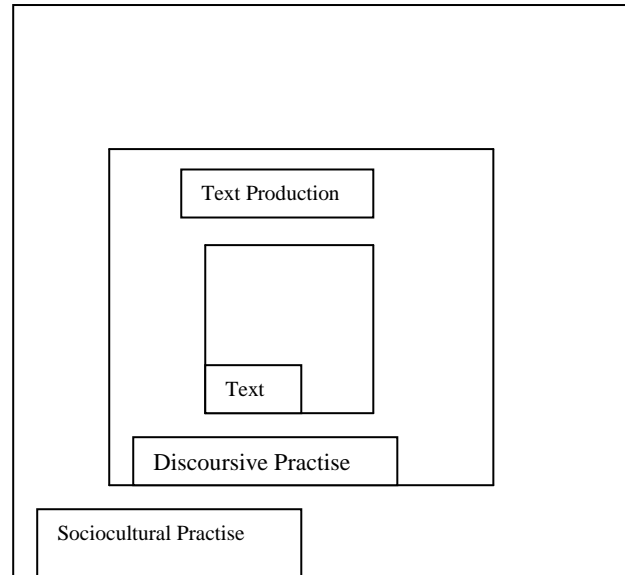 Text Production
Text
Discoursive Practise
Sociocultural Practise